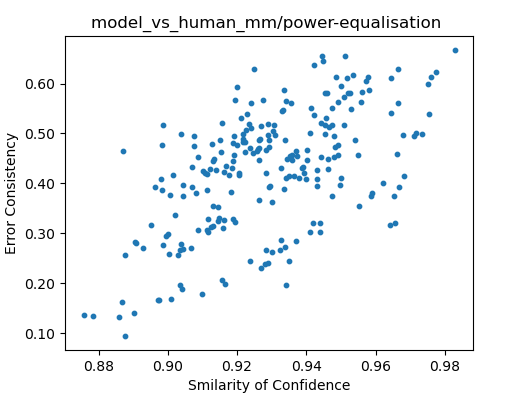 model_vs_human_mm/power-equalisation
Error Consistency
0.60
0.50
0.40
0.30
0.20
0.10
0.88 0.90 0.92 0.94 0.96 0.98
Smilarity of Confidence